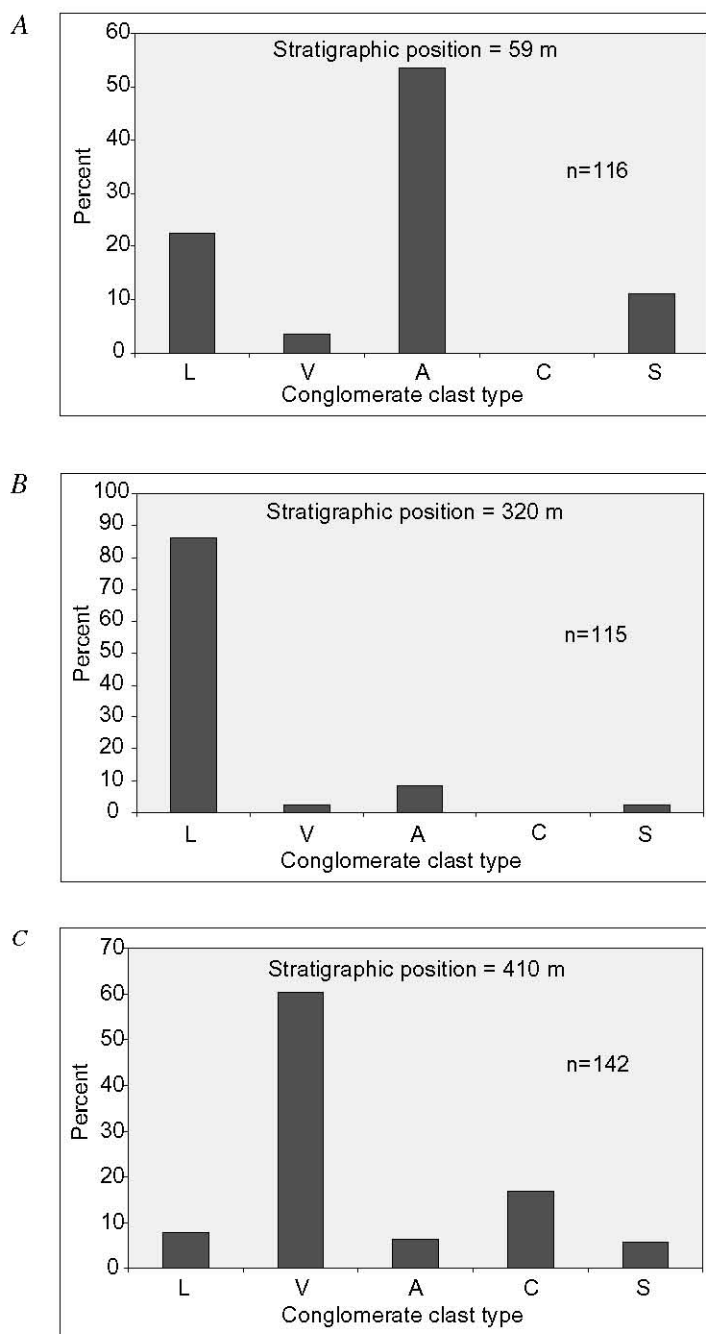 A
Stratigraphic position = 59 m
60
50
40
30
20
10
0
Percent
n=116
L V A C S
Conglomerate clast type
B
Stratigraphic position = 320 m
100
90
80
70
60
50
40
30
20
10
0
Percent
n=115
L V A C S
Conglomerate clast type
C
Stratigraphic position = 410 m
70
60
50
40
30
20
10
0
Percent
n=142
L V A C S
Conglomerate clast type